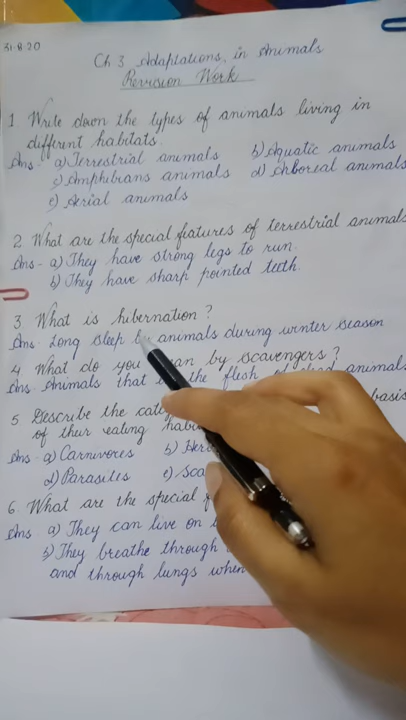 31-8-20
Ch 3 Adaptations in Animals
Revision Work
1 Write down the types of animals living in
different habitats.
Ans- a) Terrestrial animals b) Aquatic animals
c) Amphibians animals d) Arboreal animals
e) Aerial animals
2 What are the special features of terrestrial animals
Ans- a) They have strong legs to run.
b) They have sharp pointed teeth.
3. What is hibernation ?
Ans- Long sleep animals during winter season
4. What do you by scavengers ?
Ans- Animals that the flesh of animals
5 Describe the basis
of their eating
Ans- a) Carnivores b)
d) Parasites e)
6. What are the special
Ans a) They can live on
b) They breathe through
and through lungs when